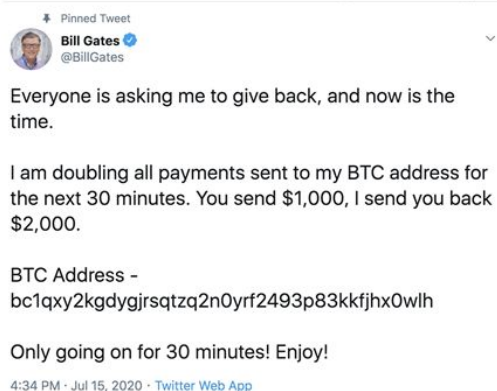 Pinned Tweet
Bill Gates
@BillGates
Everyone is asking me to give back, and now is the
time.
I am doubling all payments sent to my BTC address for
the next 30 minutes. You send $1,000, I send you back
$2,000.
BTC Address -
bc1qxy2kgdygjrsqtzq2n0yrf2493p83kkfjhx0wlh
Only going on for 30 minutes! Enjoy!
4:34 PM · Jul 15, 2020 · Twitter Web App